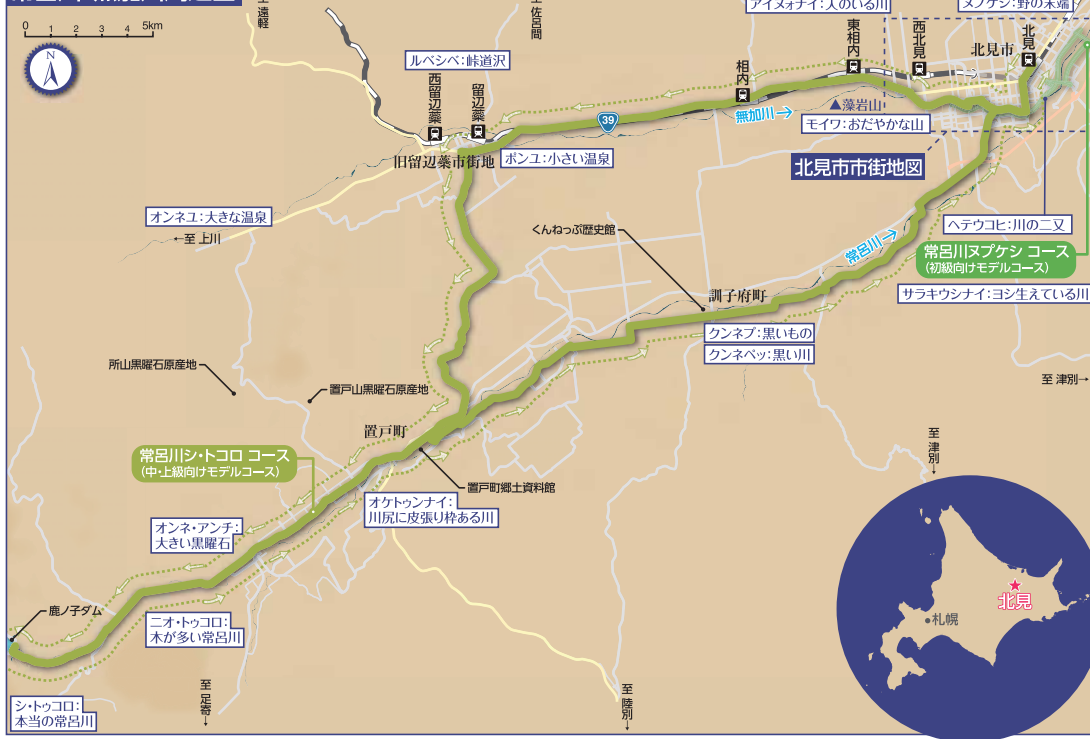 0 1 2 3 4 5km
N
至 遠軽
至 佐呂間
アイヌォナイ：人のいる川
ヌプケシ：野の末端
ルベシベ：峠道沢
西留辺蘂
留辺蘂
相内
東相内
西北見
北見市
北見
39
無加川→
▲藻岩山
モイワ：おだやかな山
旧留辺蘂市街地
ポンユ：小さい温泉
北見市市街地図
オンネユ：大きな温泉
←至 上川
くんねっぷ歴史館
常呂川→
ヘテウコヒ：川の二又
常呂川ヌプケシ コース
（初級向けモデルコース）
サラキウシナイ：ヨシ生えている川
訓子府町
クンネプ：黒いもの
クンネペッ：黒い川
所山黒曜石原産地
置戸山黒曜石原産地
至 津別→
置戸町
至 津別→
常呂川シ・トコロ コース
（中・上級向けモデルコース）
置戸町郷土資料館
オケトゥンナイ：
川尻に皮張り枠ある川
オンネ・アンチ：
大きい黒曜石
鹿ノ子ダム
ニオ・トゥコロ：
木が多い常呂川
シ・トゥコロ：
本当の常呂川
至 足寄→
至 陸別→
★
北見
札幌